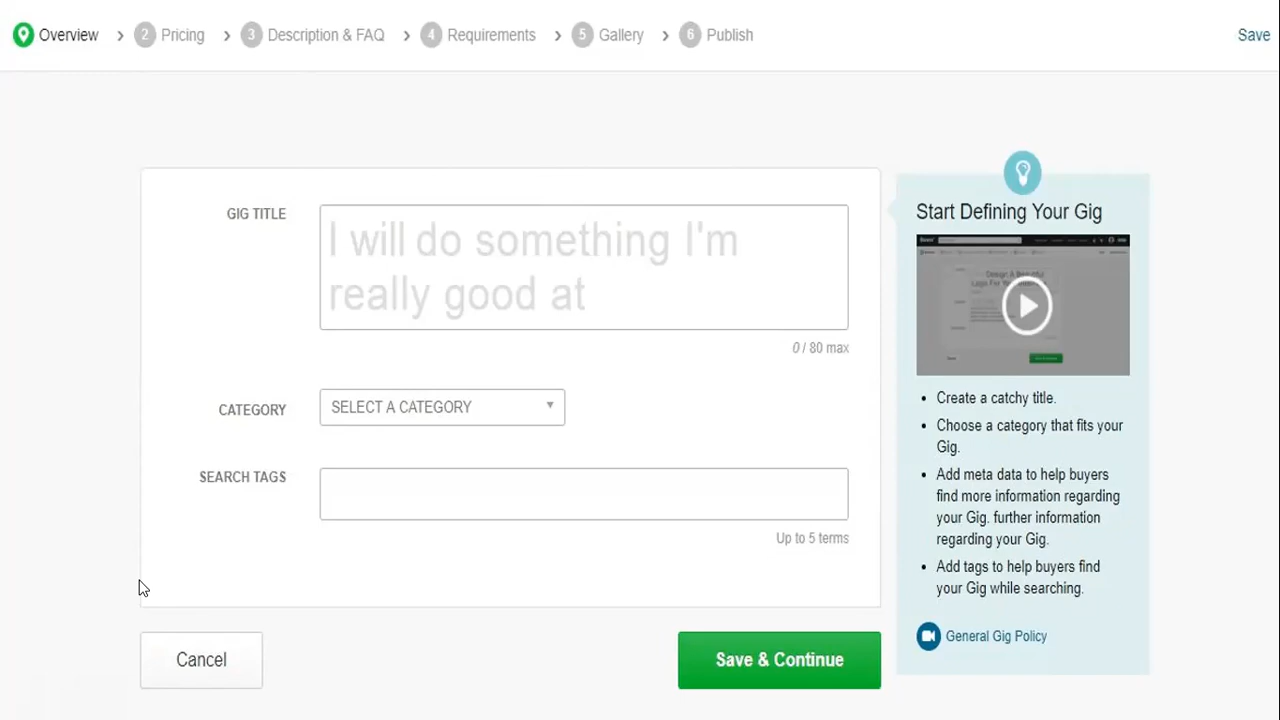 Overview > 2 Pricing > 3 Description & FAQ > 4 Requirements > 5 Gallery > 6 Publish
Save
GIG TITLE
I will do something I'm
really good at
0 / 80 max
CATEGORY
SELECT A CATEGORY
SEARCH TAGS
Up to 5 terms
Cancel
Save & Continue
Start Defining Your Gig
• Create a catchy title.
• Choose a category that fits your
Gig.
• Add meta data to help buyers
find more information regarding
your Gig. further information
regarding your Gig.
• Add tags to help buyers find
your Gig while searching.
General Gig Policy